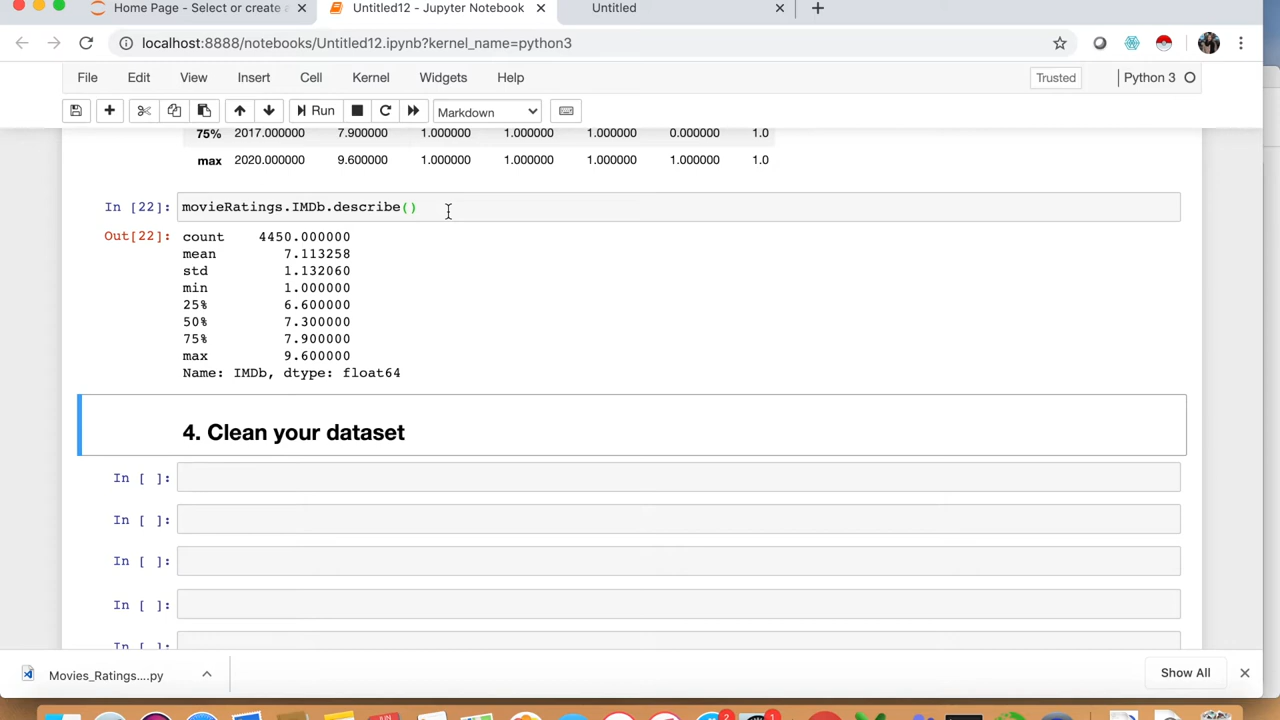 Home Page - Select or create a
Untitled12 - Jupyter Notebook
Untitled
localhost:8888/notebooks/Untitled12.ipynb?kernel_name=python3
File Edit View Insert Cell Kernel Widgets Help
Trusted
Python 3
Run
Markdown
75% 2017.000000 7.900000 1.000000 1.000000 1.000000 0.000000 1.0
max 2020.000000 9.600000 1.000000 1.000000 1.000000 1.000000 1.0
In [22]: movieRatings.IMDb.describe()
Out[22]: count 4450.000000
mean 7.113258
std 1.132060
min 1.000000
25% 6.600000
50% 7.300000
75% 7.900000
max 9.600000
Name: IMDb, dtype: float64
4. Clean your dataset
In [ ]:
In [ ]:
In [ ]:
In [ ]:
In [ ]:
Movies_Ratings....py
Show All
JUN
2
1